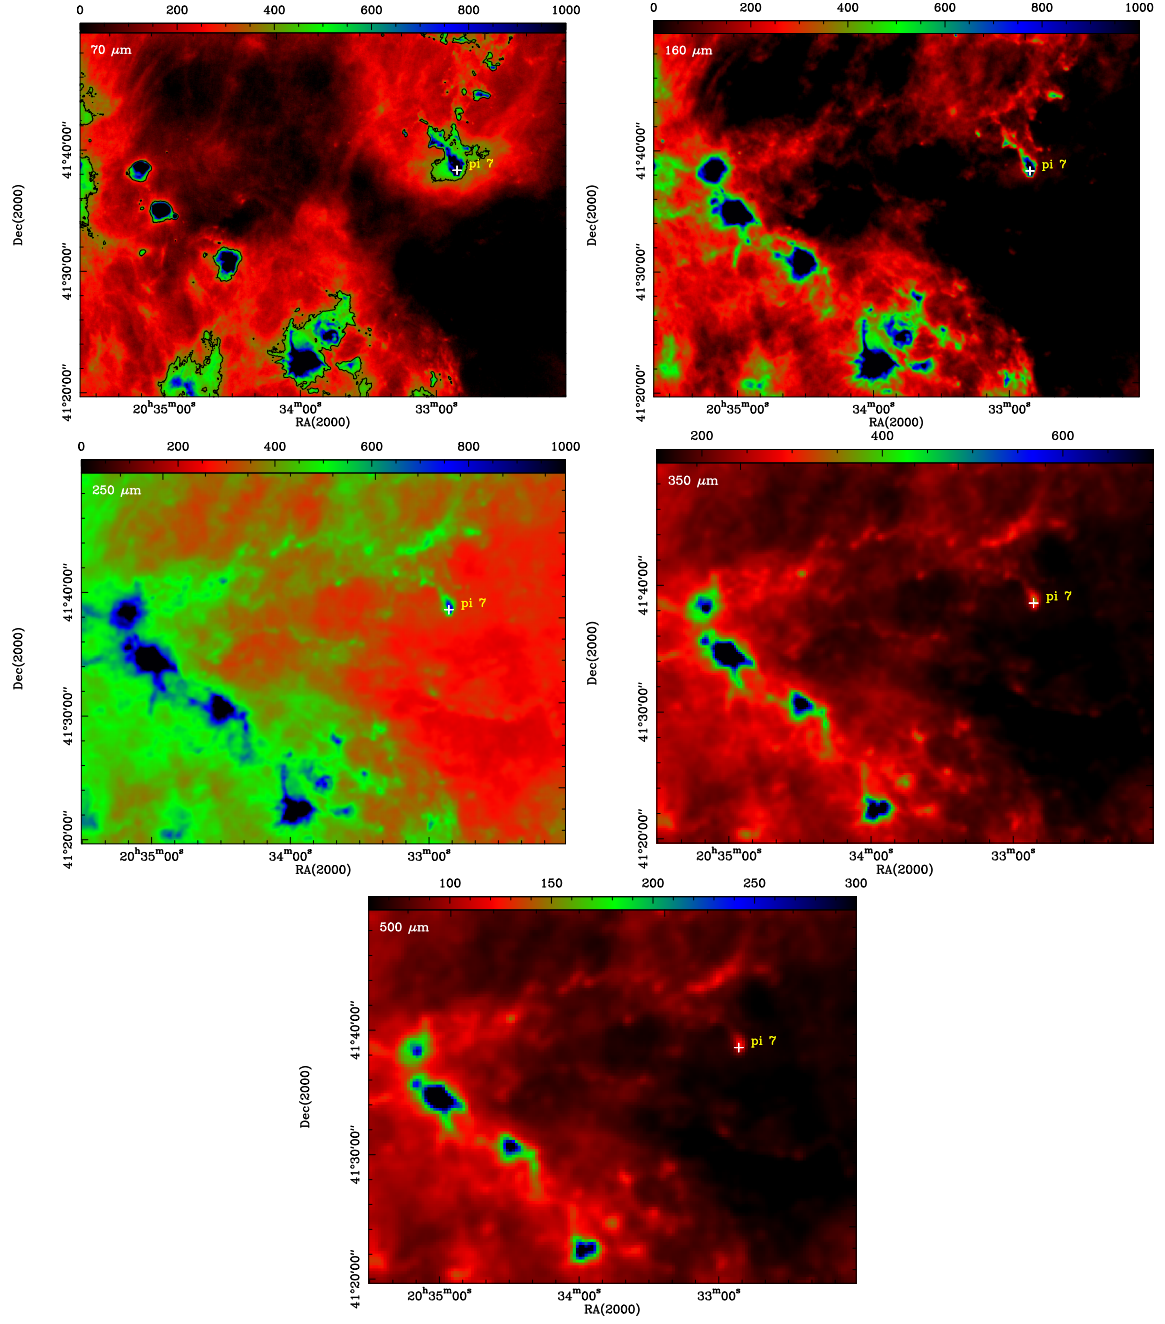 0 200 400 600 800 1000
0 200 400 600 800 1000
70 μm
160 μm
pi 7
pi 7
Dec(2000)
41°40'00''
41°30'00''
41°20'00''
Dec(2000)
41°40'00''
41°30'00''
41°20'00''
20ʰ35ᵐ00ˢ 34ᵐ00ˢ 33ᵐ00ˢ
RA(2000)
20ʰ35ᵐ00ˢ 34ᵐ00ˢ 33ᵐ00ˢ
RA(2000)
0 200 400 600 800 1000
200 400 600
250 μm
350 μm
pi 7
pi 7
Dec(2000)
41°40'00''
41°30'00''
41°20'00''
Dec(2000)
41°40'00''
41°30'00''
41°20'00''
20ʰ35ᵐ00ˢ 34ᵐ00ˢ 33ᵐ00ˢ
RA(2000)
20ʰ35ᵐ00ˢ 34ᵐ00ˢ 33ᵐ00ˢ
RA(2000)
100 150 200 250 300
500 μm
pi 7
Dec(2000)
41°40'00''
41°30'00''
41°20'00''
20ʰ35ᵐ00ˢ 34ᵐ00ˢ 33ᵐ00ˢ
RA(2000)